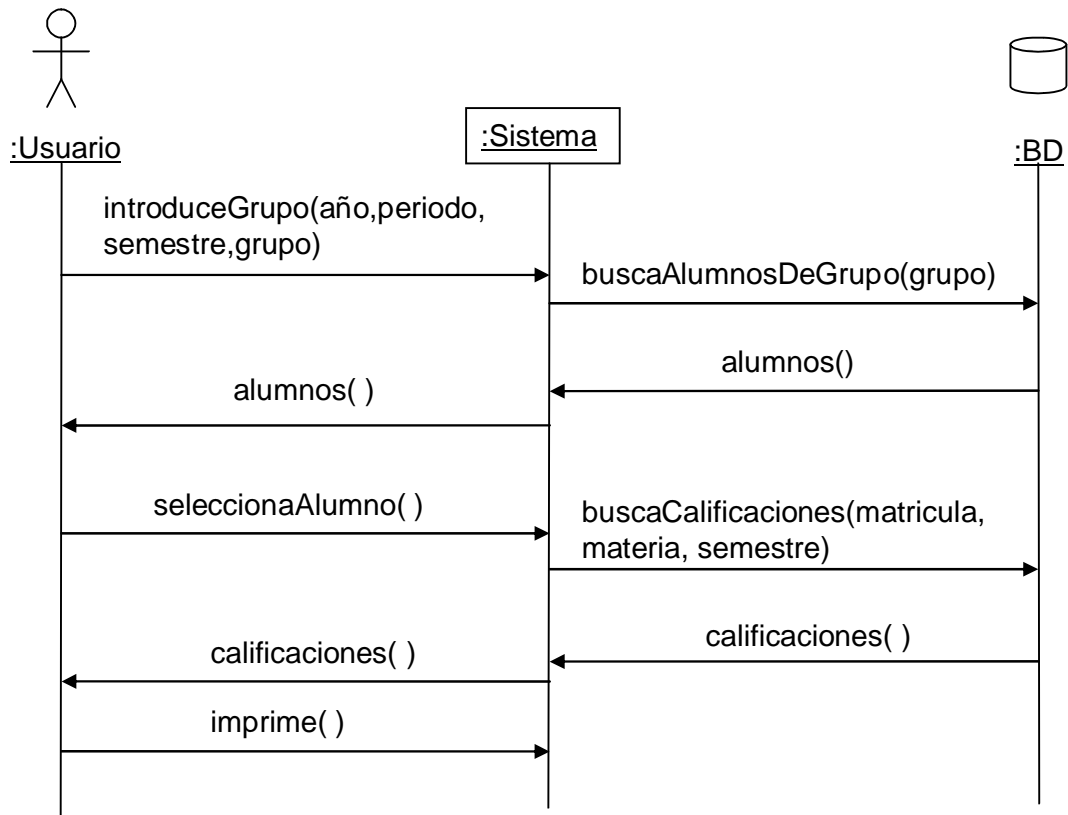 :Usuario
:Sistema
:BD
introduceGrupo(año,periodo,
semestre,grupo)
buscaAlumnosDeGrupo(grupo)
alumnos()
alumnos( )
seleccionaAlumno( )
buscaCalificaciones(matricula,
materia, semestre)
calificaciones( )
calificaciones( )
imprime( )